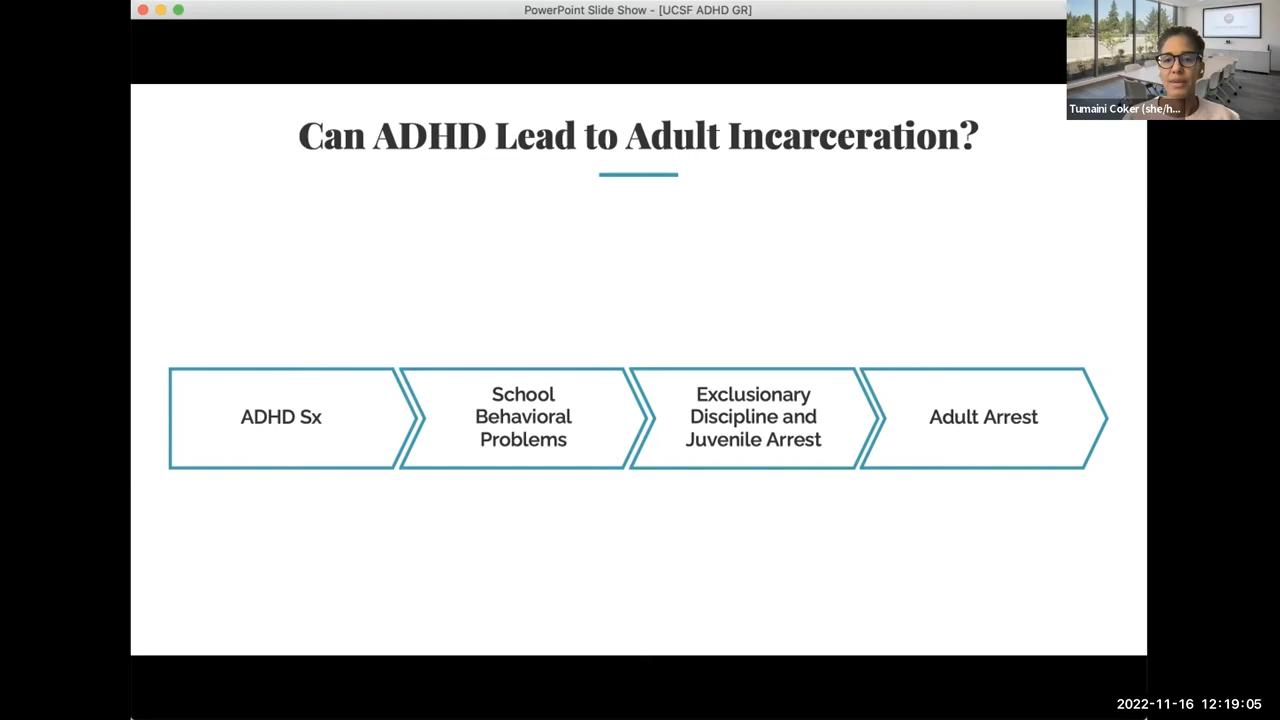 PowerPoint Slide Show - [UCSF ADHD GR]
Tumaini Coker (she/h...
Can ADHD Lead to Adult Incarceration?
ADHD Sx
School
Behavioral
Problems
Exclusionary
Discipline and
Juvenile Arrest
Adult Arrest
2022-11-16 12:19:05